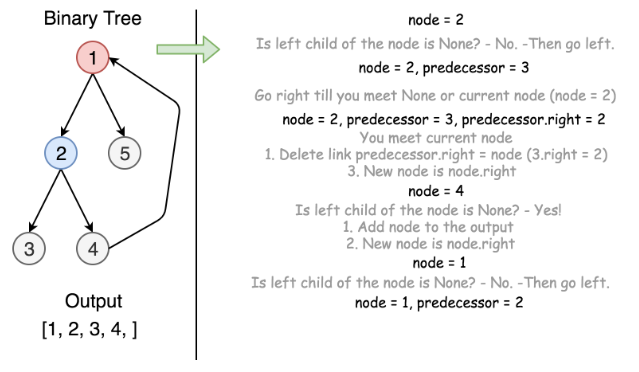 Binary Tree
1
2
5
3
4
Output
[1, 2, 3, 4, ]
node = 2
Is left child of the node is None? - No. -Then go left.
node = 2, predecessor = 3
Go right till you meet None or current node (node = 2)
node = 2, predecessor = 3, predecessor.right = 2
You meet current node
1. Delete link predecessor.right = node (3.right = 2)
3. New node is node.right
node = 4
Is left child of the node is None? - Yes!
1. Add node to the output
2. New node is node.right
node = 1
Is left child of the node is None? - No. -Then go left.
node = 1, predecessor = 2